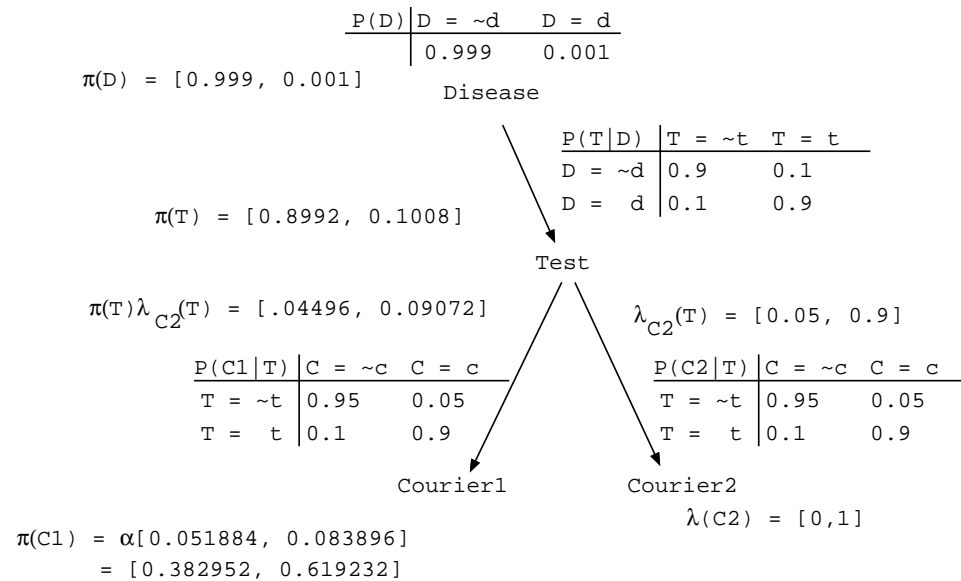 P(D) D = ~d D = d
0.999 0.001
π(D) = [0.999, 0.001]
Disease
P(T|D) T = ~t T = t
D = ~d 0.9 0.1
D = d 0.1 0.9
π(T) = [0.8992, 0.1008]
Test
π(T)λC2(T) = [.04496, 0.09072]
λC2(T) = [0.05, 0.9]
P(C1|T) C = ~c C = c
T = ~t 0.95 0.05
T = t 0.1 0.9
P(C2|T) C = ~c C = c
T = ~t 0.95 0.05
T = t 0.1 0.9
Courier1
Courier2
λ(C2) = [0,1]
π(C1) = α[0.051884, 0.083896]
= [0.382952, 0.619232]